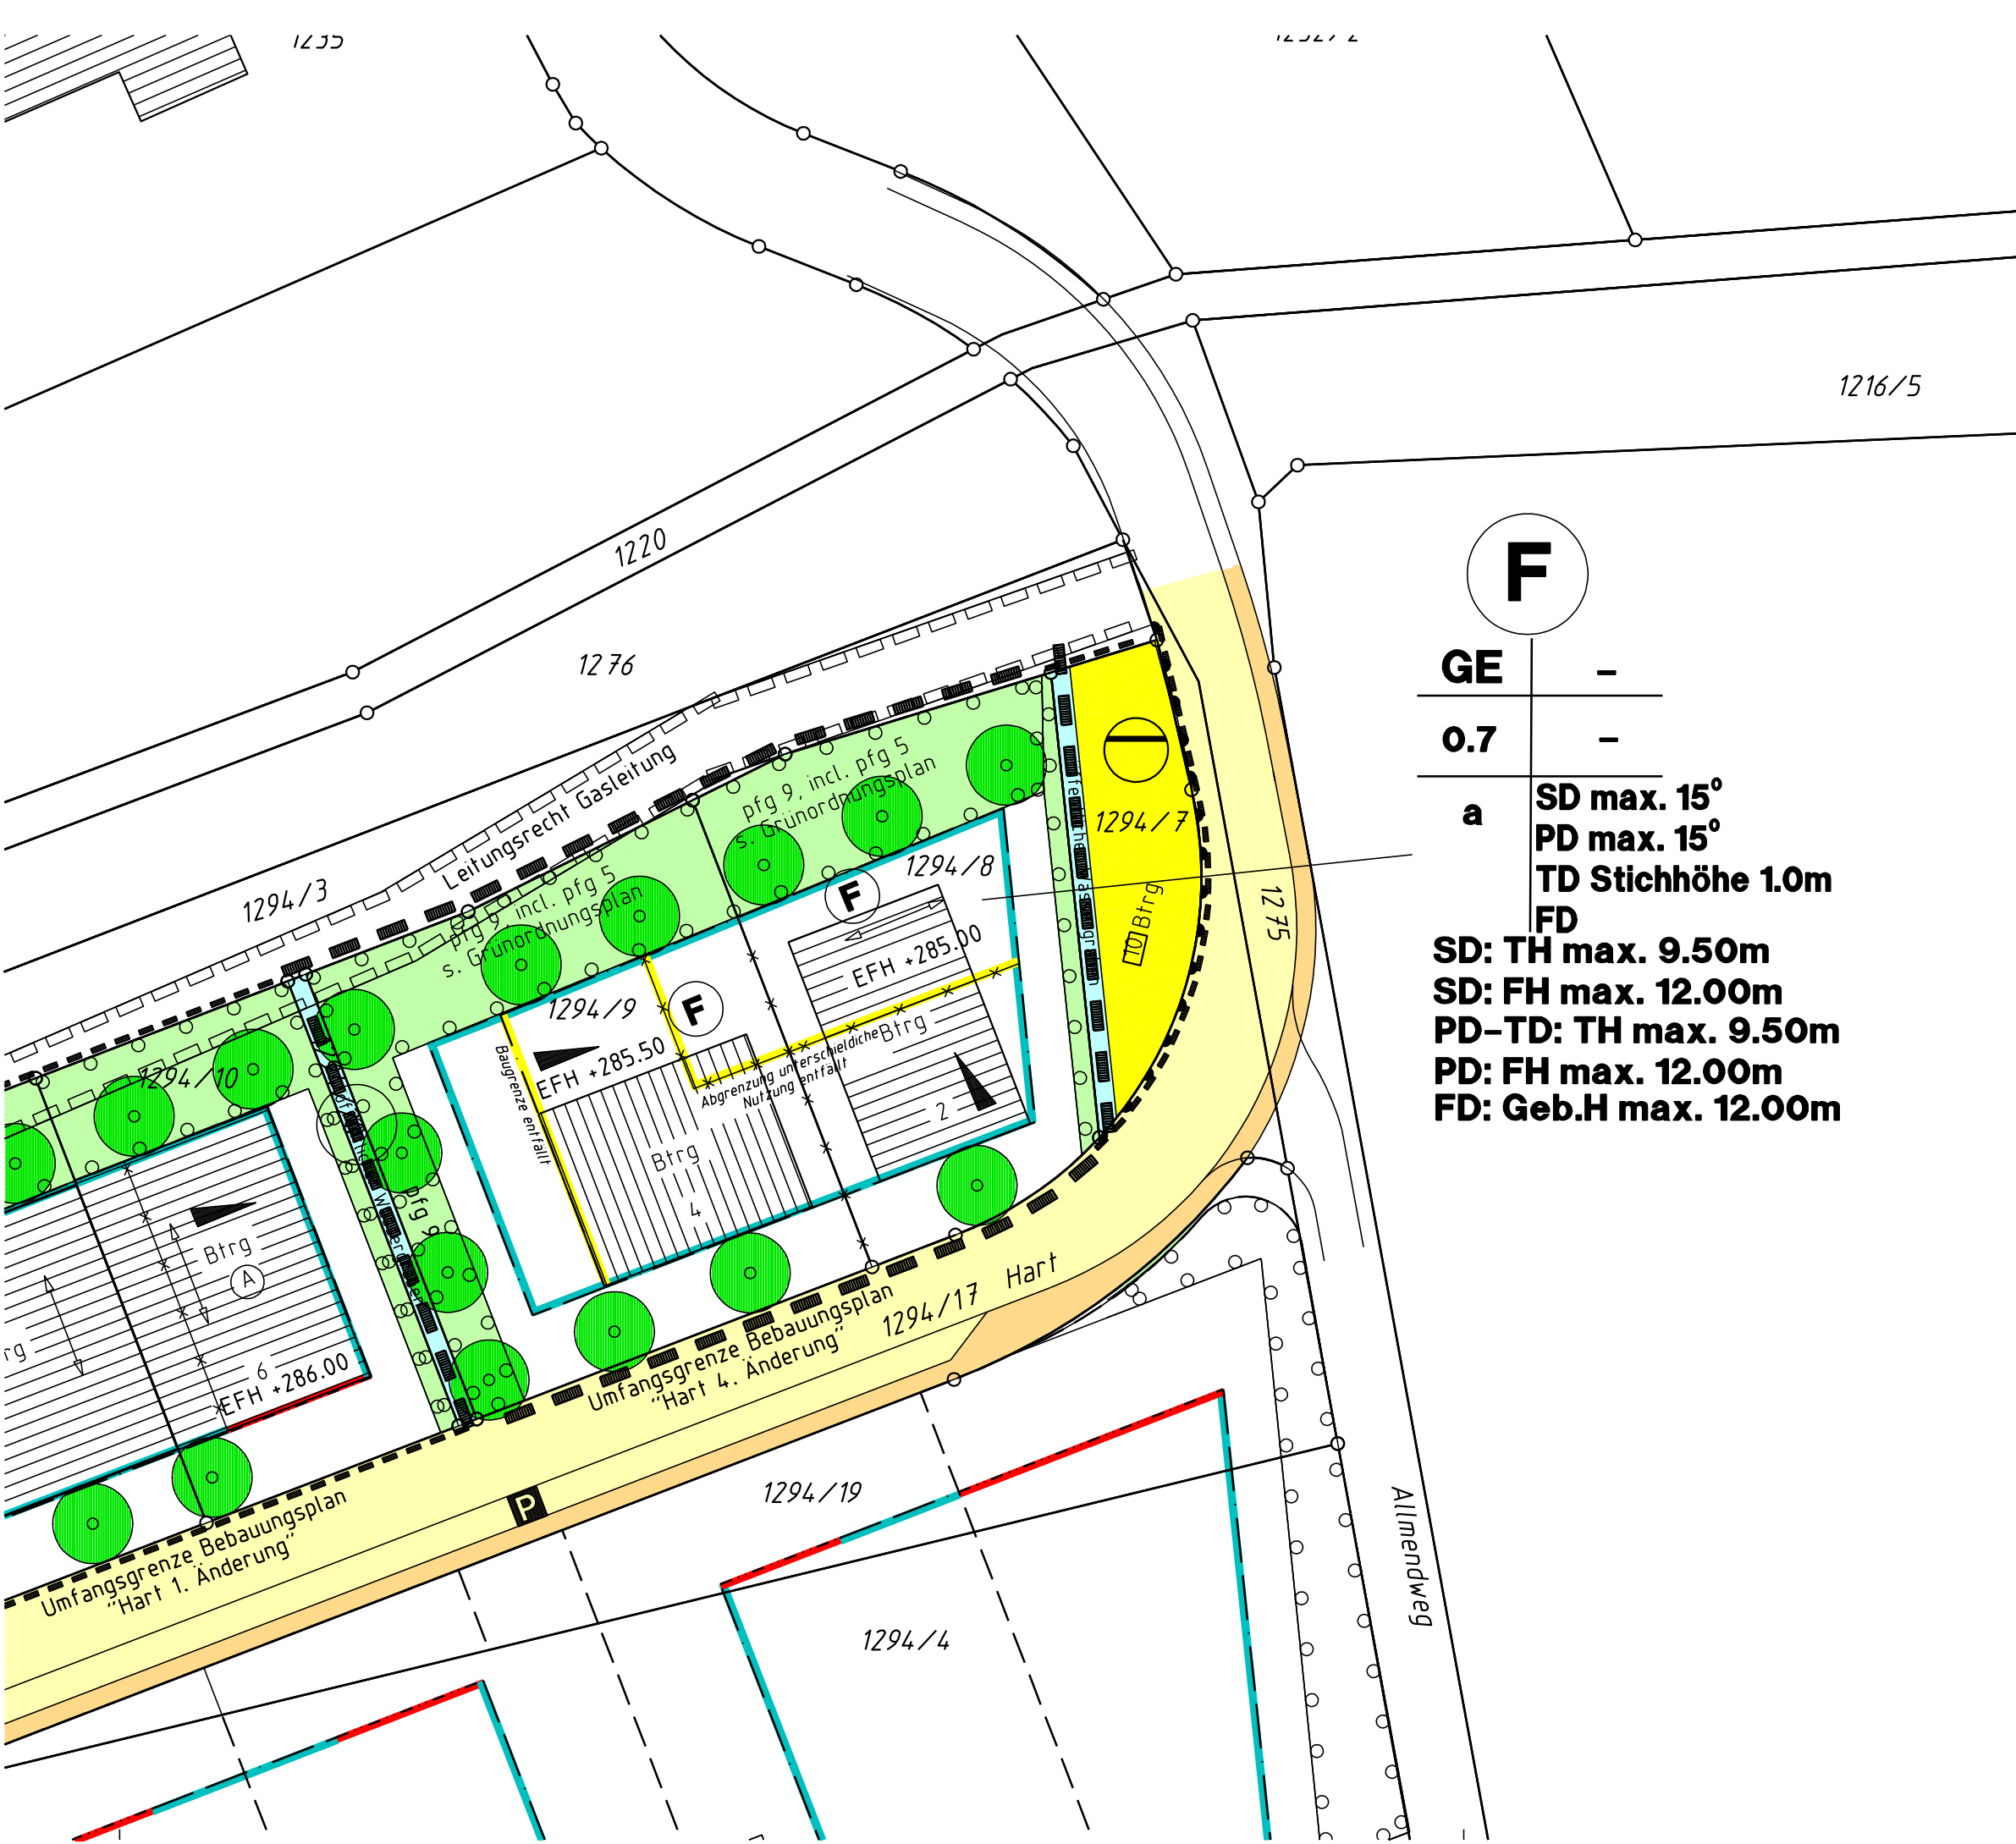 1235
1216/5
1220
1276
F
GE –
0.7 –
a
SD max. 15°
PD max. 15°
TD Stichhöhe 1.0m
FD
SD: TH max. 9.50m
SD: FH max. 12.00m
PD-TD: TH max. 9.50m
PD: FH max. 12.00m
FD: Geb.H max. 12.00m
Leitungsrecht Gasleitung
pfg 9, incl. pfg 5
s. Grünordnungsplan
pfg 9, incl. pfg 5
s. Grünordnungsplan
1294/3
1294/7
1294/8
F
EFH +285.00
Btrg
2
10 Btrg
1275
1294/9
F
EFH +285.50
Baugrenze entfällt
Abgrenzung unterschieldiche
Nutzung entfällt
Btrg
4
1294/10
pfg 9
Btrg
A
6
EFH +286.00
rg
1294/17 Hart
Umfangsgrenze Bebauungsplan
"Hart 4. Änderung"
Umfangsgrenze Bebauungsplan
"Hart 1. Änderung"
P
1294/19
1294/4
Allmendweg